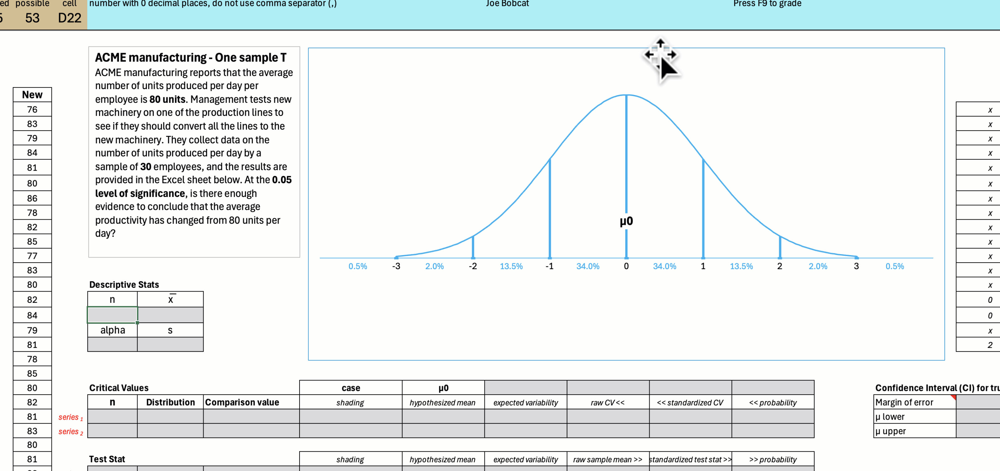 ed possible cell number with 0 decimal places, do not use comma separator (,) Joe Bobcat Press F9 to grade
53 D22
ACME manufacturing - One sample T
ACME manufacturing reports that the average
number of units produced per day per
employee is 80 units. Management tests new
machinery on one of the production lines to
see if they should convert all the lines to the
new machinery. They collect data on the
number of units produced per day by a
sample of 30 employees, and the results are
provided in the Excel sheet below. At the 0.05
level of significance, is there enough
evidence to conclude that the average
productivity has changed from 80 units per
day?
New
76
83
79
84
81
80
86
78
82
85
77
83
80
82
84
79
81
78
85
80
82
81
83
80
81
µ0
0.5% -3 2.0% -2 13.5% -1 34.0% 0 34.0% 1 13.5% 2 2.0% 3 0.5%
x
x
x
x
x
x
x
x
x
x
x
x
x
0
0
x
2
Descriptive Stats
n x̄
alpha s
Critical Values case µ0
n Distribution Comparison value shading hypothesized mean expected variability raw CV << << standardized CV << probability
series 1
series 2
Confidence Interval (CI) for tru
Margin of error
µ lower
µ upper
Test Stat shading hypothesized mean expected variability raw sample mean >> standardized test stat >> >> probability